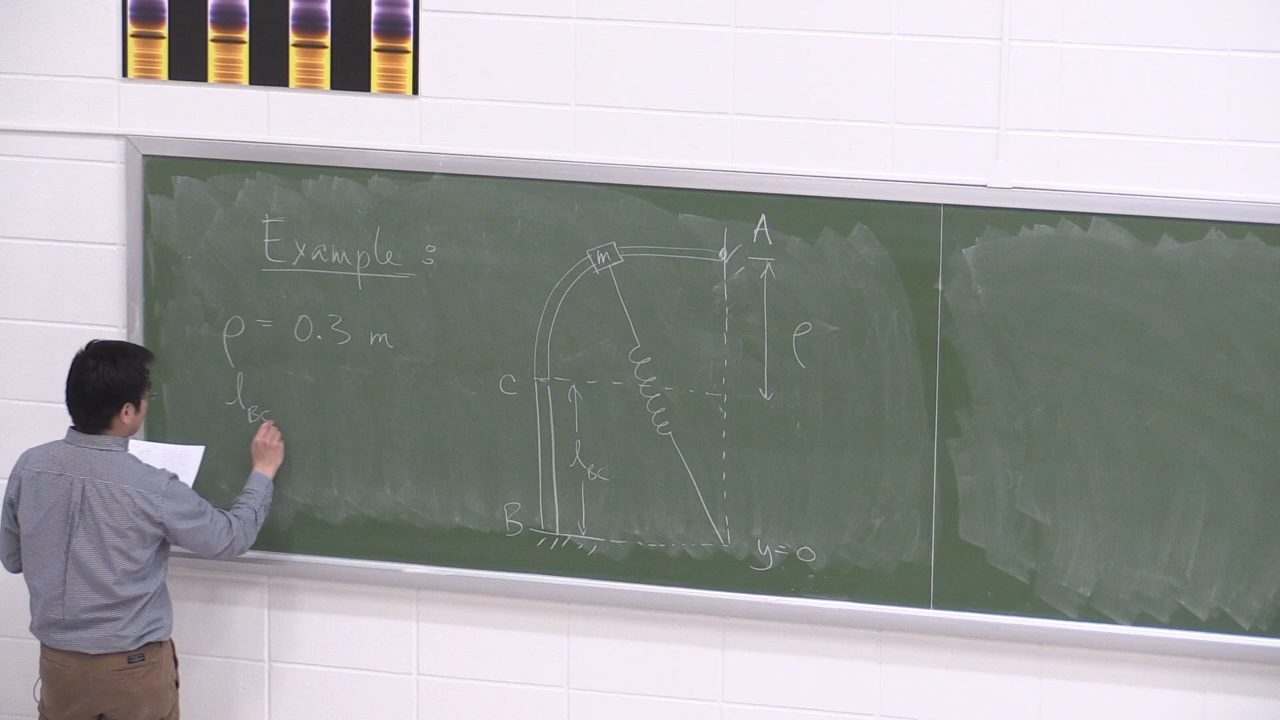 Example :
ρ = 0.3 m
l_BC
m
A
ρ
C
l_BC
B
y=0